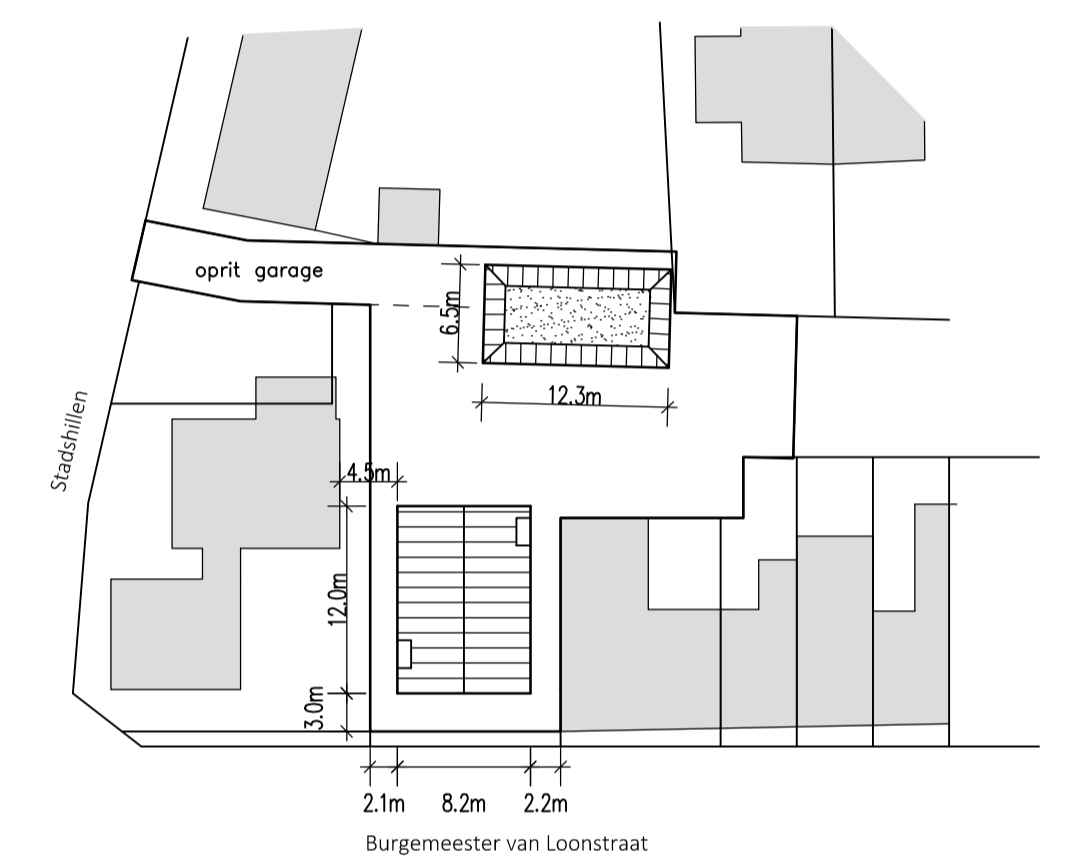 oprit garage
6.5m
12.3m
Stadshillen
4.5m
12.0m
3.0m
2.1m 8.2m 2.2m
Burgemeester van Loonstraat